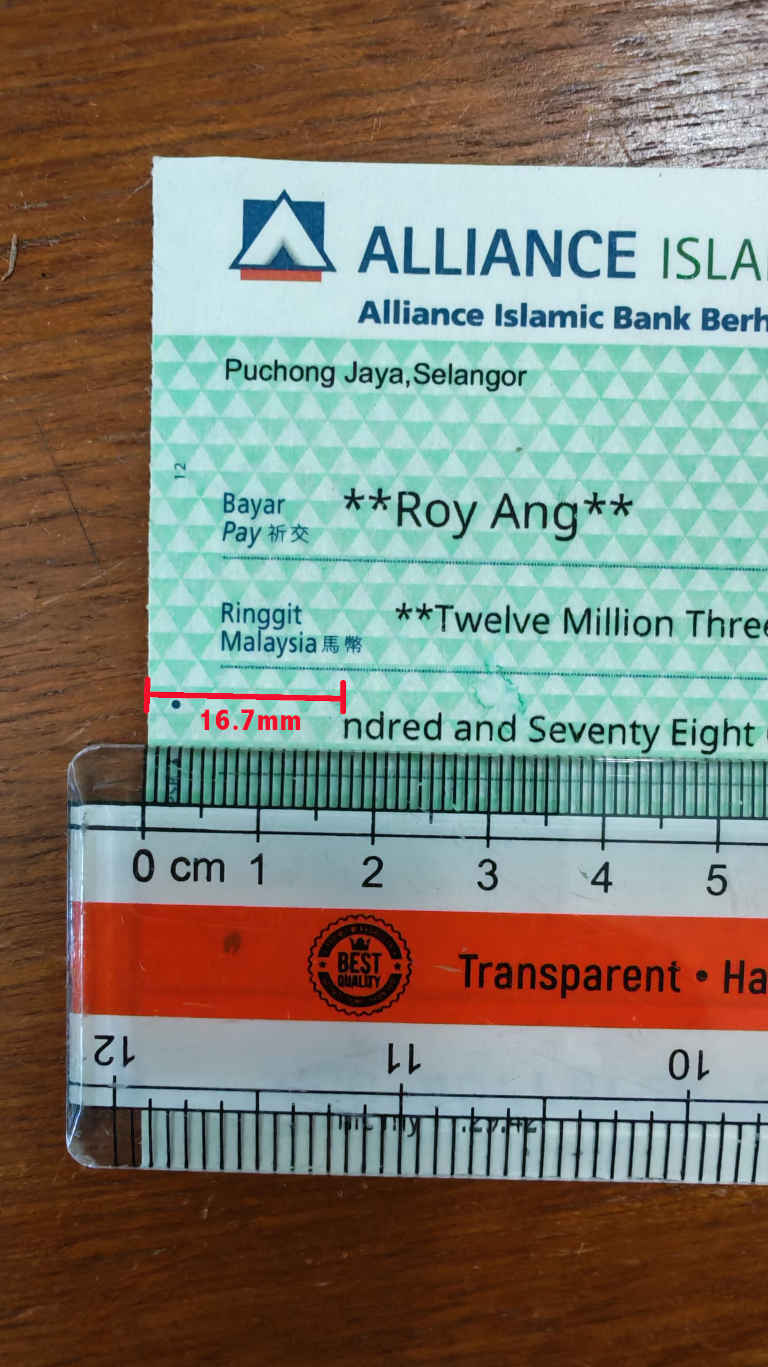 ALLIANCE ISLA
Alliance Islamic Bank Berh
Puchong Jaya,Selangor
12
Bayar
Pay 祈交
**Roy Ang**
Ringgit
Malaysia 馬幣
**Twelve Million Three
16.7mm
ndred and Seventy Eight
0 cm 1 2 3 4 5
BEST
QUALITY
Transparent • Ha
12 11 10